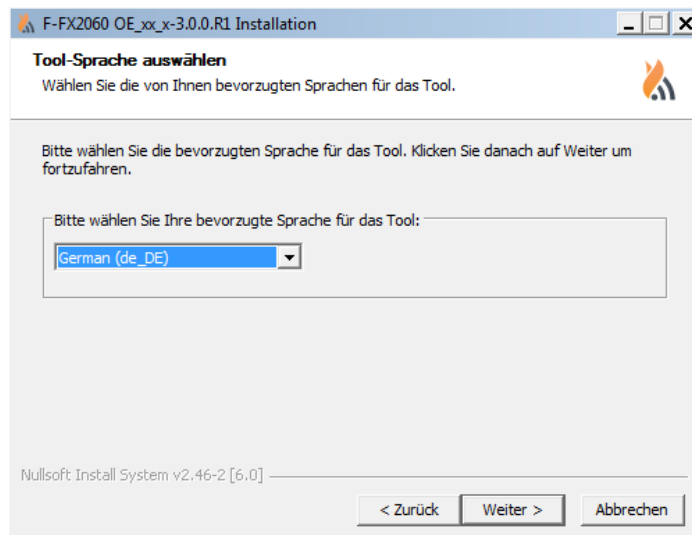 F-FX2060 OE_xx_x-3.0.0.R1 Installation
Tool-Sprache auswählen
Wählen Sie die von Ihnen bevorzugten Sprachen für das Tool.
Bitte wählen Sie die bevorzugten Sprache für das Tool. Klicken Sie danach auf Weiter um
fortzufahren.
Bitte wählen Sie Ihre bevorzugte Sprache für das Tool:
German (de_DE)
Nullsoft Install System v2.46-2 [6.0]
< Zurück Weiter > Abbrechen